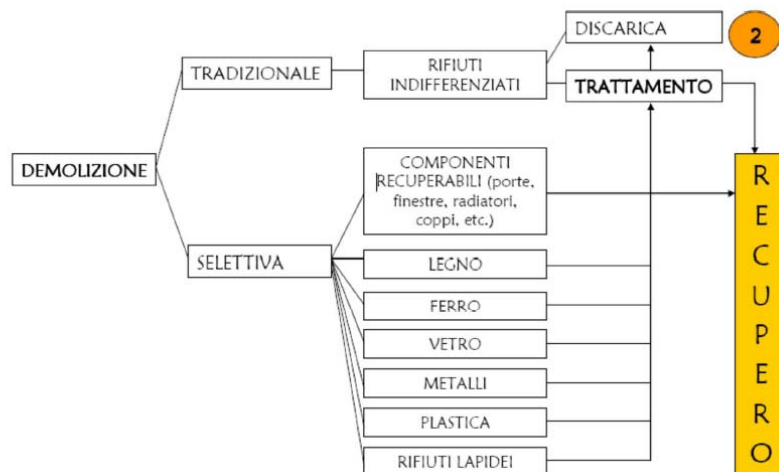 DISCARICA
2
TRADIZIONALE
RIFIUTI
INDIFFERENZIATI
TRATTAMENTO
DEMOLIZIONE
COMPONENTI
RECUPERABILI (porte,
finestre, radiatori,
coppi, etc.)
SELETTIVA
LEGNO
FERRO
VETRO
METALLI
PLASTICA
RIFIUTI LAPIDEI
R
E
C
U
P
E
R
O